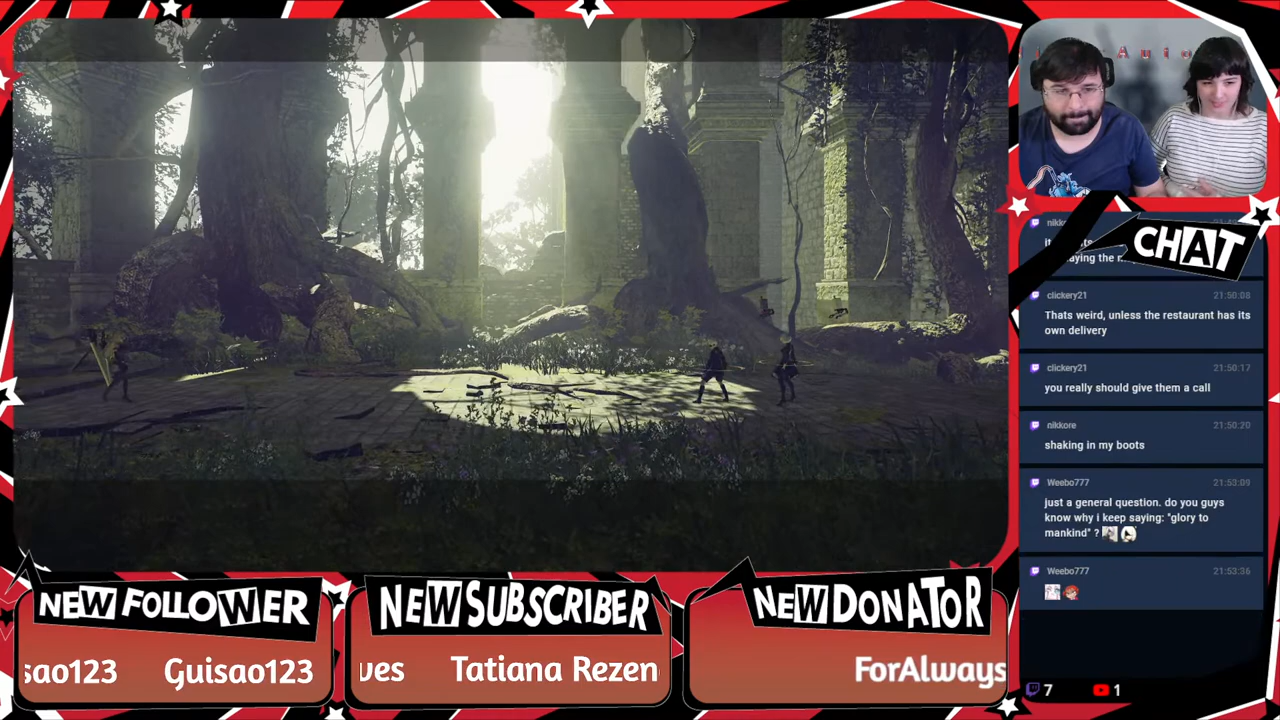 CHAT
nikko
clickery21 21:50:08
Thats weird, unless the restaurant has its
own delivery
clickery21 21:50:17
you really should give them a call
nikkore 21:50:20
shaking in my boots
Weebo777 21:53:09
just a general question. do you guys
know why i keep saying: "glory to
mankind" ?
Weebo777 21:53:36
7 1
NEW FOLLOWER
sao123 Guisao123
NEW SUBSCRIBER
ves Tatiana Rezen
NEW DONATOR
ForAlways